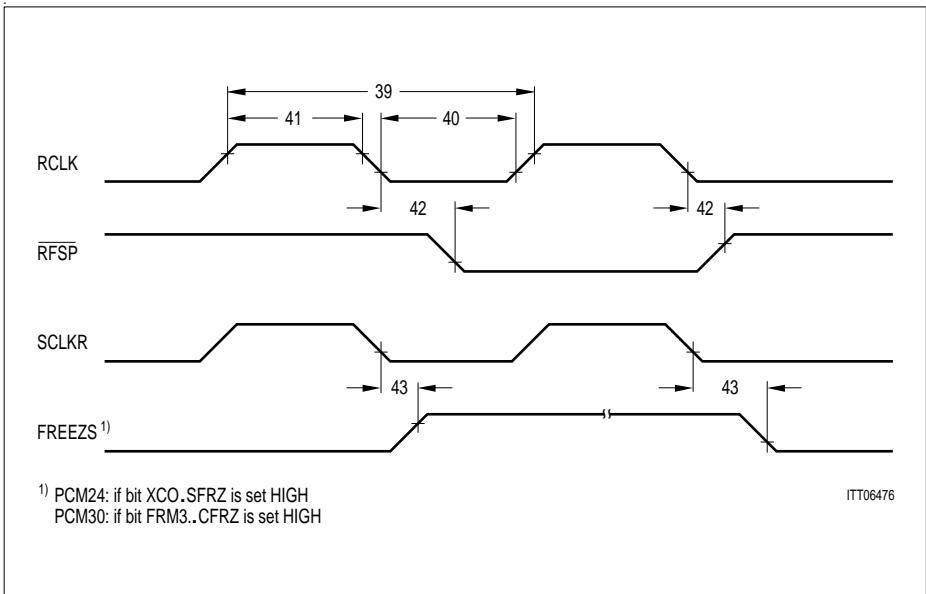 39
41
40
RCLK
42
42
RFSP
SCLKR
43
43
FREEZS 1)
1) PCM24: if bit XCO.SFRZ is set HIGH
ITT06476
PCM30: if bit FRM3..CFRZ is set HIGH